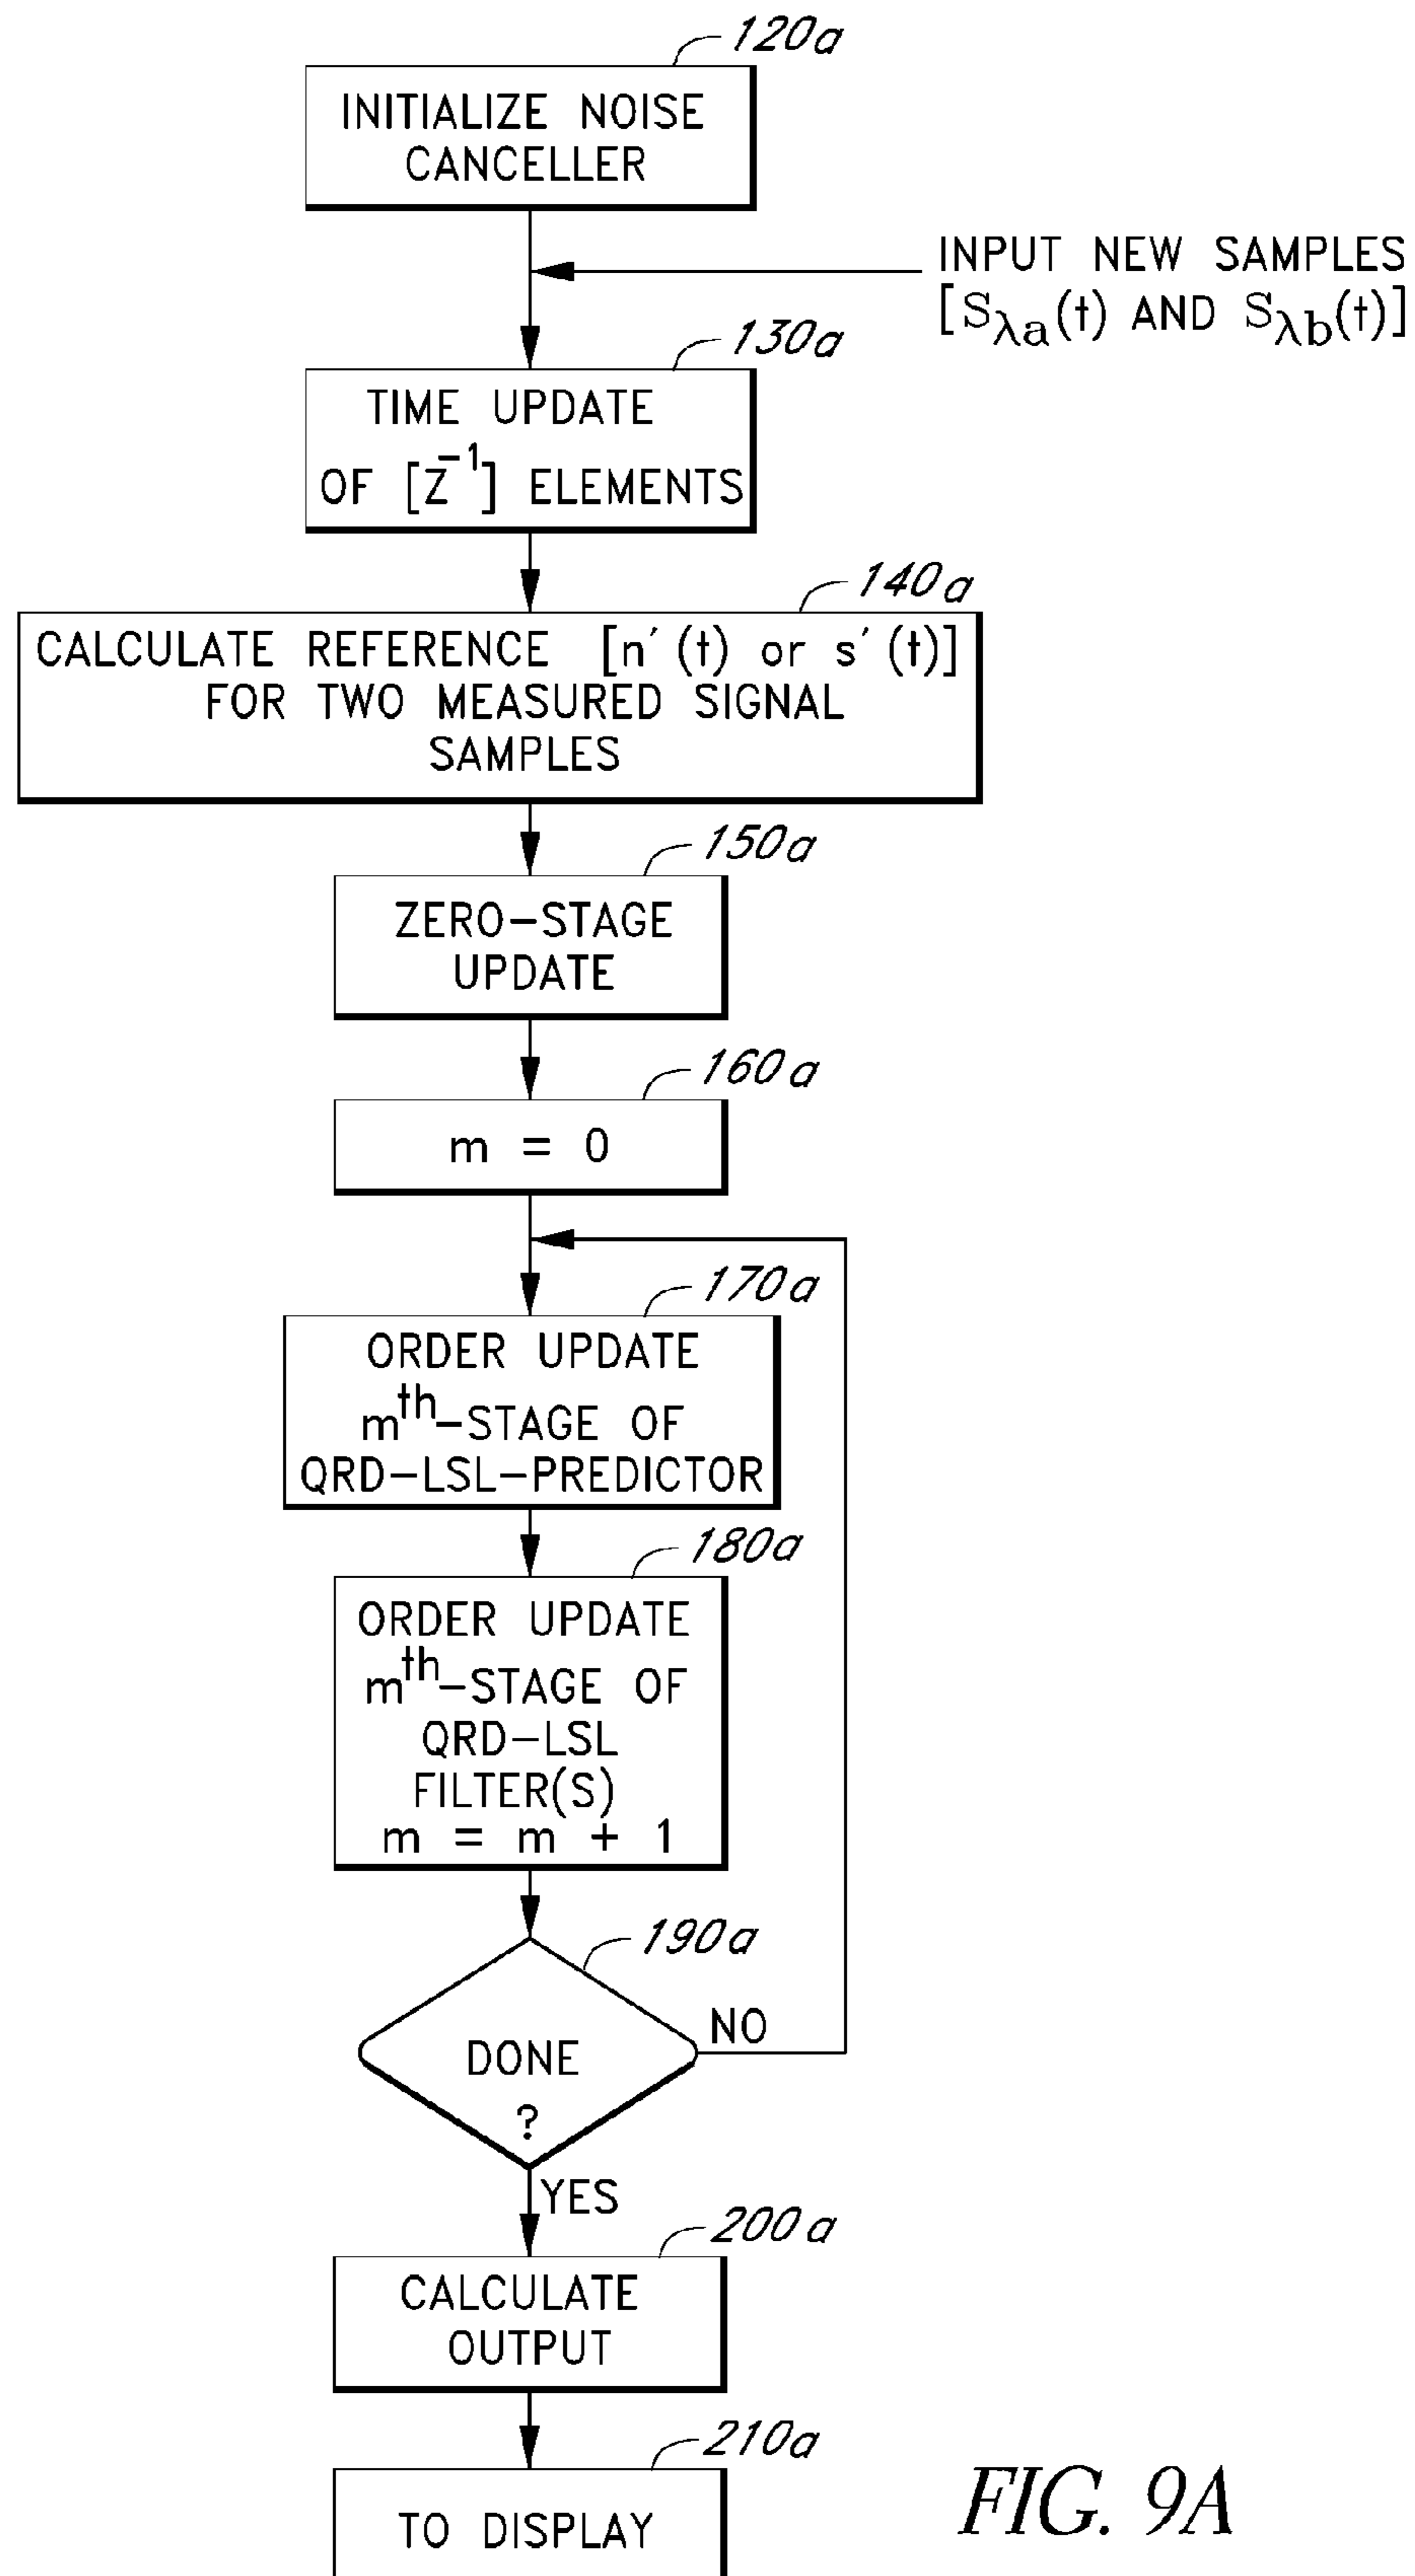 120a
INITIALIZE NOISE
CANCELLER
INPUT NEW SAMPLES
[Sλa(t) AND Sλb(t)]
130a
TIME UPDATE
OF [Z⁻¹] ELEMENTS
140a
CALCULATE REFERENCE [n′(t) or s′(t)]
FOR TWO MEASURED SIGNAL
SAMPLES
150a
ZERO-STAGE
UPDATE
160a
m = 0
170a
ORDER UPDATE
mth-STAGE OF
QRD-LSL-PREDICTOR
180a
ORDER UPDATE
mth-STAGE OF
QRD-LSL
FILTER(S)
m = m + 1
190a
NO
DONE
?
YES
200a
CALCULATE
OUTPUT
210a
TO DISPLAY
FIG. 9A